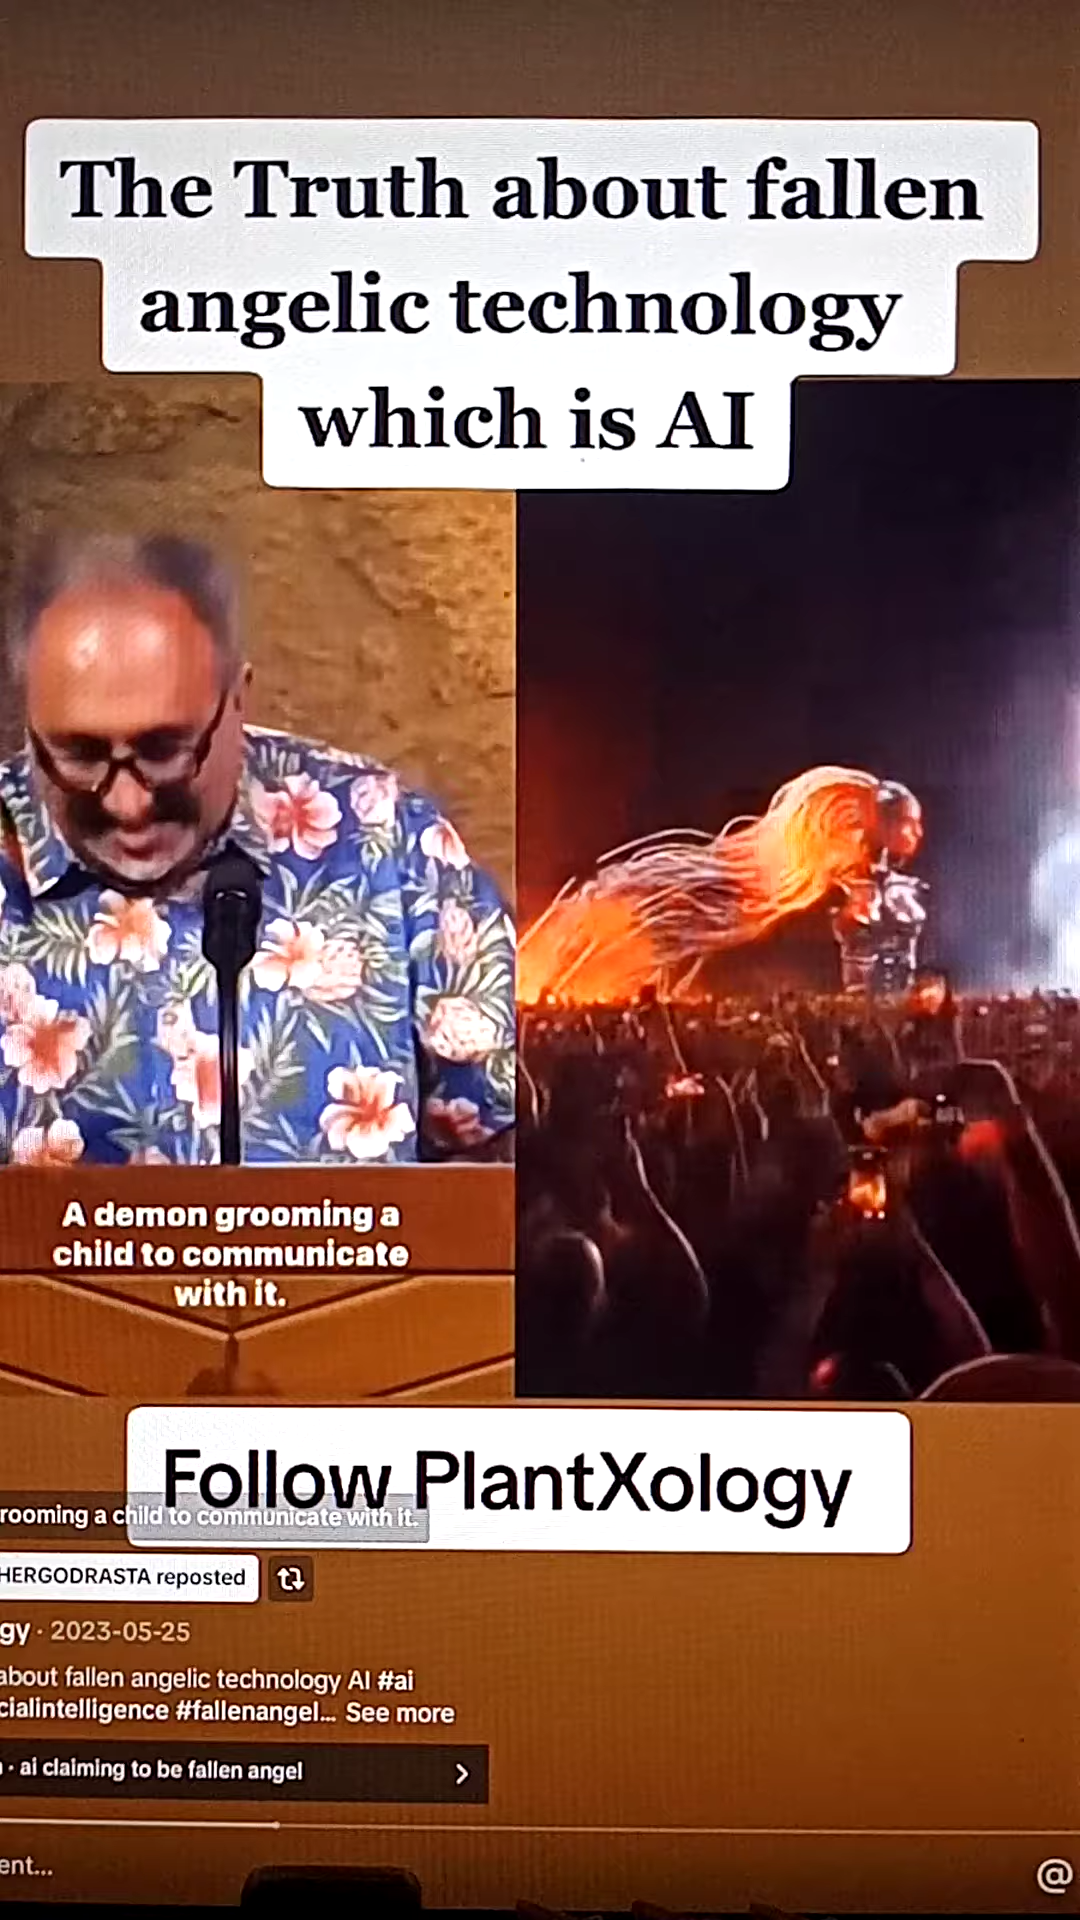 The Truth about fallen
angelic technology
which is AI
A demon grooming a
child to communicate
with it.
Follow PlantXology
rooming a child to communicate with it.
HERGODRASTA reposted
gy · 2023-05-25
about fallen angelic technology AI #ai
cialintelligence #fallenangel... See more
· ai claiming to be fallen angel
ent...
@